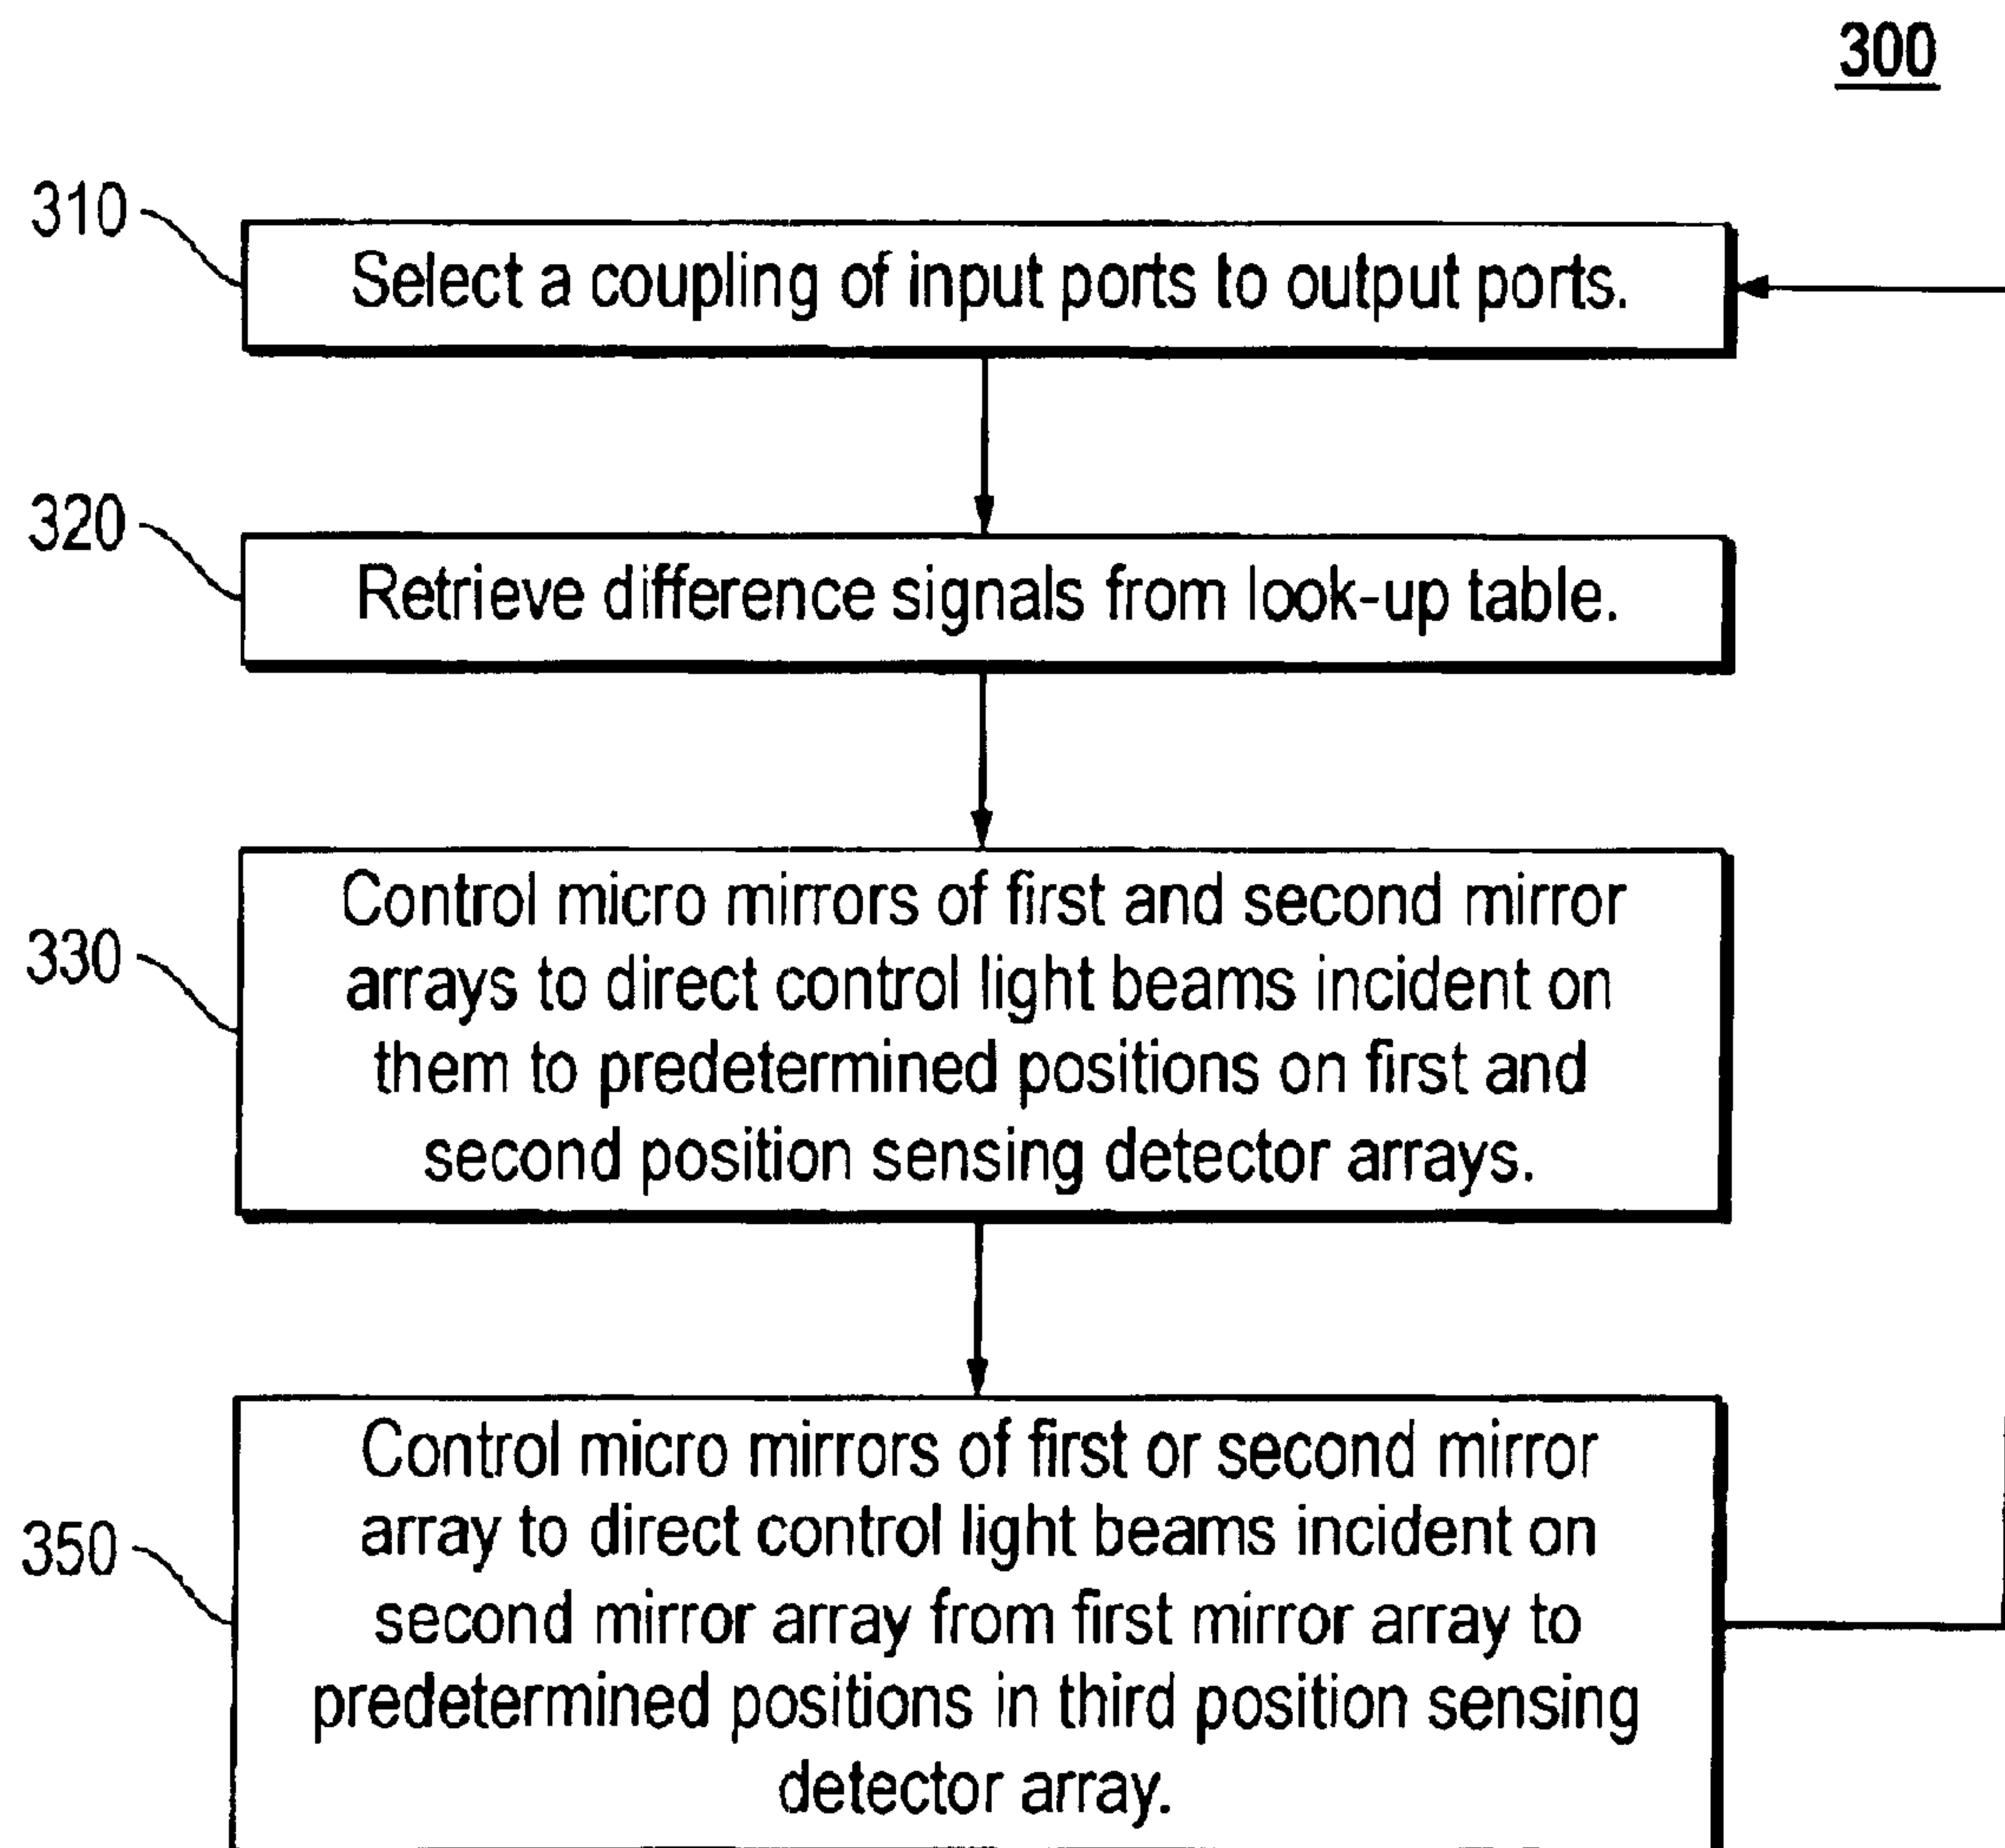 300
310
Select a coupling of input ports to output ports.
320
Retrieve difference signals from look-up table.
330
Control micro mirrors of first and second mirror
arrays to direct control light beams incident on
them to predetermined positions on first and
second position sensing detector arrays.
350
Control micro mirrors of first or second mirror
array to direct control light beams incident on
second mirror array from first mirror array to
predetermined positions in third position sensing
detector array.